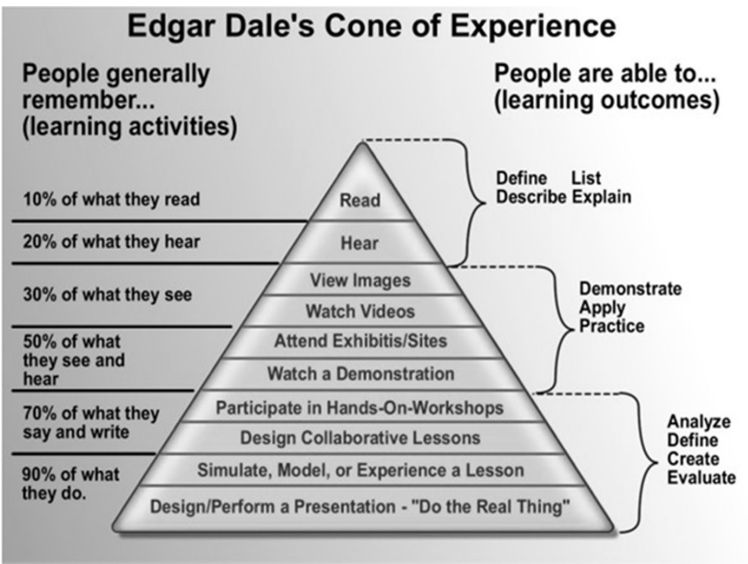 Edgar Dale's Cone of Experience
People generally
remember...
(learning activities)
People are able to...
(learning outcomes)
10% of what they read
20% of what they hear
30% of what they see
50% of what
they see and
hear
70% of what they
say and write
90% of what
they do.
Read
Hear
View Images
Watch Videos
Attend Exhibitis/Sites
Watch a Demonstration
Participate in Hands-On-Workshops
Design Collaborative Lessons
Simulate, Model, or Experience a Lesson
Design/Perform a Presentation - "Do the Real Thing"
Define List
Describe Explain
Demonstrate
Apply
Practice
Analyze
Define
Create
Evaluate